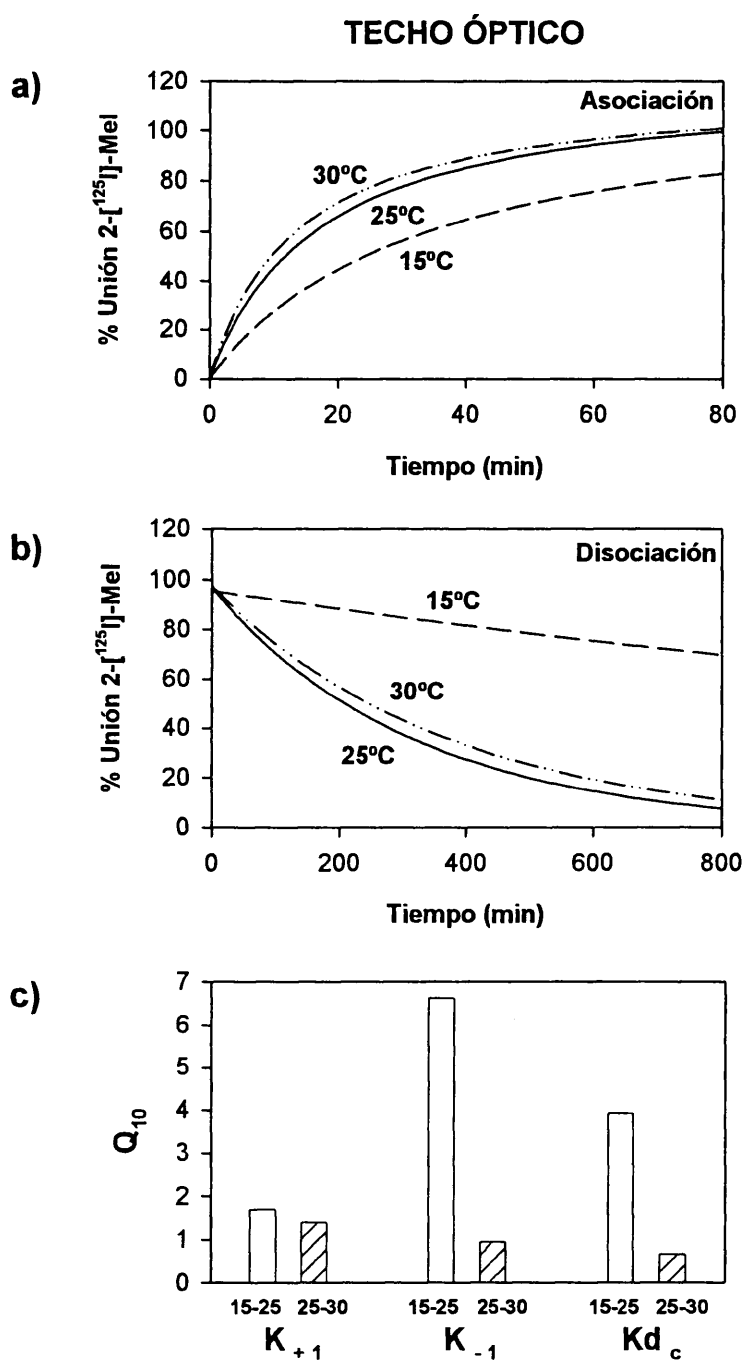 TECHO ÓPTICO
a)
% Unión 2-[¹²⁵I]-Mel
120
100
80
60
40
20
0
Asociación
30ºC
25ºC
15ºC
0 20 40 60 80
Tiempo (min)
b)
% Unión 2-[¹²⁵I]-Mel
120
100
80
60
40
20
0
Disociación
15ºC
30ºC
25ºC
0 200 400 600 800
Tiempo (min)
c)
Q₁₀
7
6
5
4
3
2
1
0
15-25 25-30 15-25 25-30 15-25 25-30
K₊₁ K₋₁ Kd c